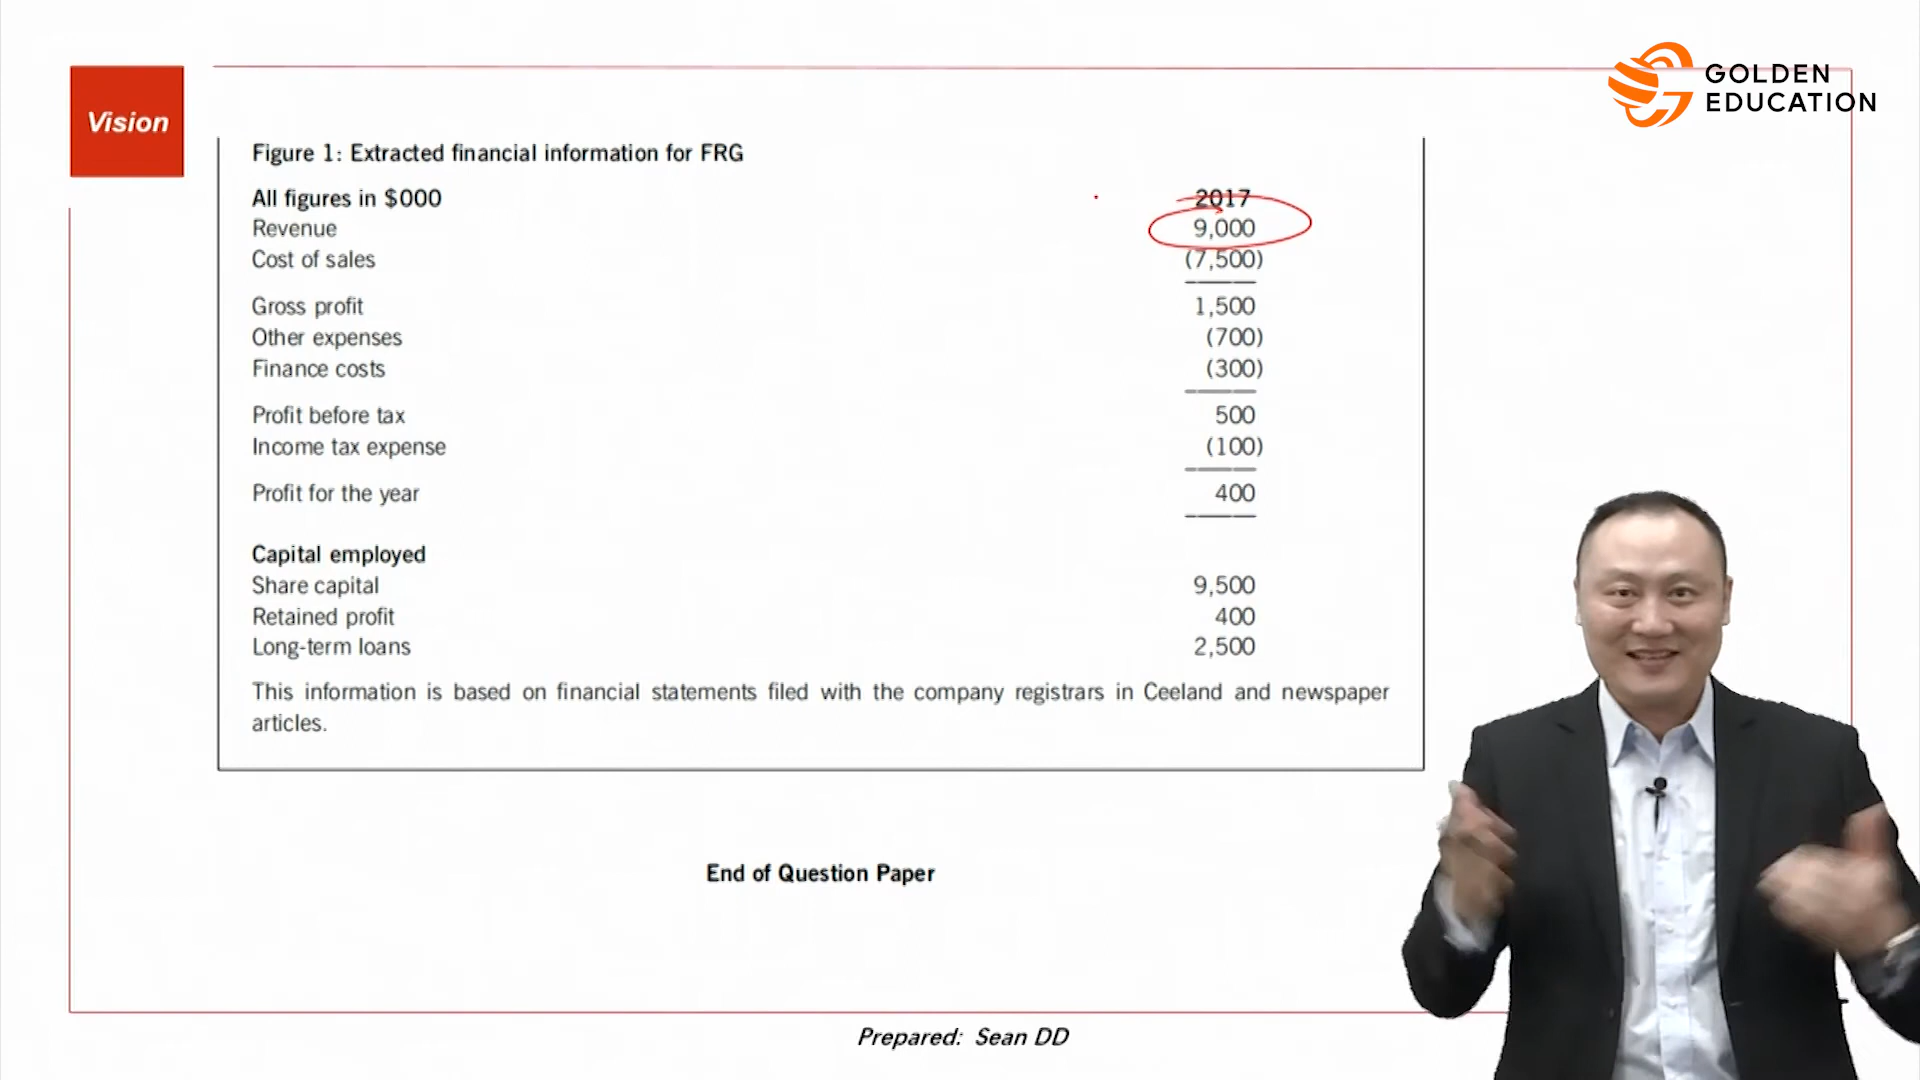 GOLDEN
EDUCATION
Vision
Figure 1: Extracted financial information for FRG
All figures in $000 2017
Revenue 9,000
Cost of sales (7,500)
Gross profit 1,500
Other expenses (700)
Finance costs (300)
Profit before tax 500
Income tax expense (100)
Profit for the year 400
Capital employed
Share capital 9,500
Retained profit 400
Long-term loans 2,500
This information is based on financial statements filed with the company registrars in Ceeland and newspaper
articles.
End of Question Paper
Prepared: Sean DD